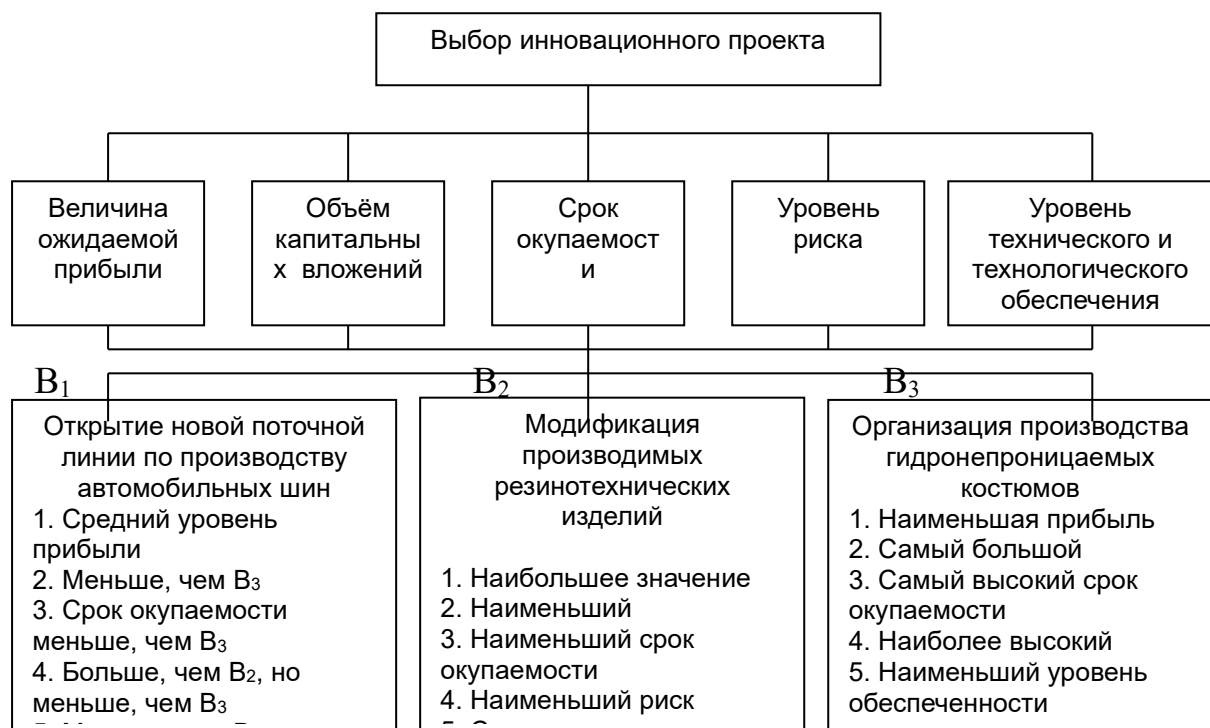 Выбор инновационного проекта
Величина
ожидаемой
прибыли
Объём
капитальны
х вложений
Срок
окупаемост
и
Уровень
риска
Уровень
технического и
технологического
обеспечения
В1
Открытие новой поточной
линии по производству
автомобильных шин
1. Средний уровень
прибыли
2. Меньше, чем В3
3. Срок окупаемости
меньше, чем В3
4. Больше, чем В2, но
меньше, чем В3
В2
Модификация
производимых
резинотехнических
изделий
1. Наибольшее значение
2. Наименьший
3. Наименьший срок
окупаемости
4. Наименьший риск
В3
Организация производства
гидронепроницаемых
костюмов
1. Наименьшая прибыль
2. Самый большой
3. Самый высокий срок
окупаемости
4. Наиболее высокий
5. Наименьший уровень
обеспеченности